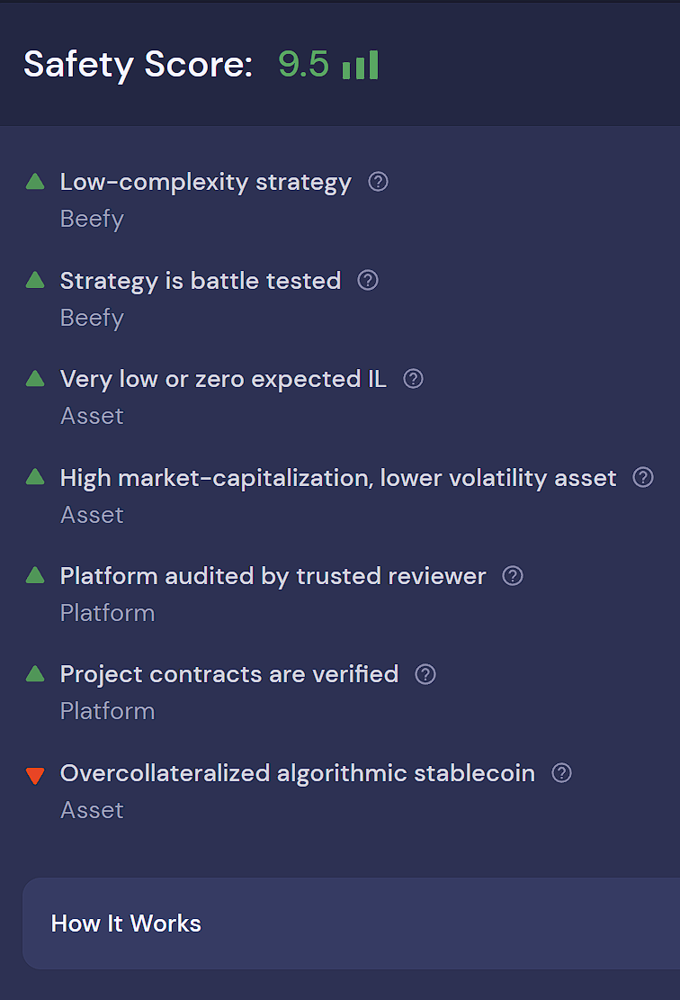 Safety Score: 9.5
Low-complexity strategy
Beefy
Strategy is battle tested
Beefy
Very low or zero expected IL
Asset
High market-capitalization, lower volatility asset
Asset
Platform audited by trusted reviewer
Platform
Project contracts are verified
Platform
Overcollateralized algorithmic stablecoin
Asset
How It Works